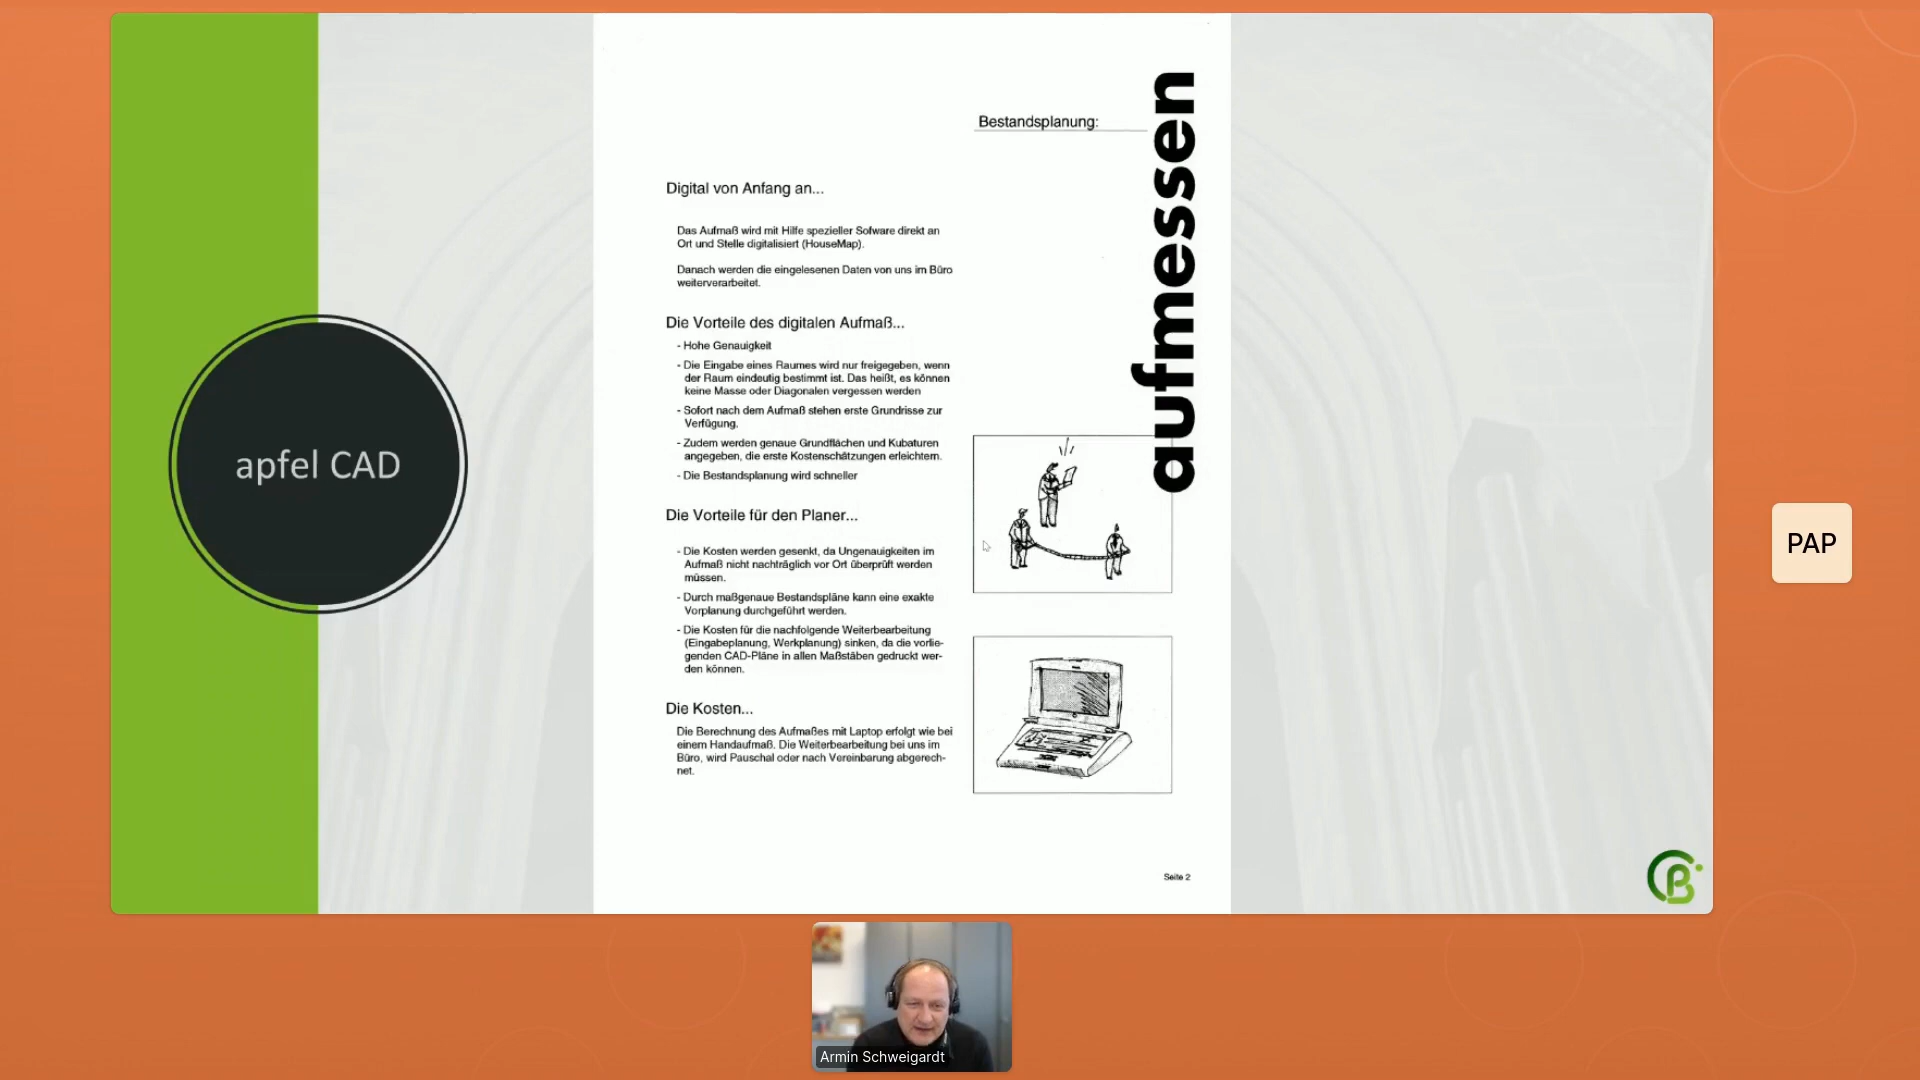 aufmessen
Bestandsplanung:
Digital von Anfang an...
Das Aufmaß wird mit Hilfe spezieller Sofware direkt an
Ort und Stelle digitalisiert (HouseMap).
Danach werden die eingelesenen Daten von uns im Büro
weiterverarbeitet.
Die Vorteile des digitalen Aufmaß...
- Hohe Genauigkeit
- Die Eingabe eines Raumes wird nur freigegeben, wenn
der Raum eindeutig bestimmt ist. Das heißt, es können
keine Masse oder Diagonalen vergessen werden
- Sofort nach dem Aufmaß stehen erste Grundrisse zur
Verfügung.
- Zudem werden genaue Grundflächen und Kubaturen
angegeben, die erste Kostenschätzungen erleichtern.
- Die Bestandsplanung wird schneller
Die Vorteile für den Planer...
- Die Kosten werden gesenkt, da Ungenauigkeiten im
Aufmaß nicht nachträglich vor Ort überprüft werden
müssen.
- Durch maßgenaue Bestandspläne kann eine exakte
Vorplanung durchgeführt werden.
- Die Kosten für die nachfolgende Weiterbearbeitung
(Eingabeplanung, Werkplanung) sinken, da die vorlie-
genden CAD-Pläne in allen Maßstäben gedruckt wer-
den können.
Die Kosten...
Die Berechnung des Aufmaßes mit Laptop erfolgt wie bei
einem Handaufmaß. Die Weiterbearbeitung bei uns im
Büro, wird Pauschal oder nach Vereinbarung abgerech-
net.
Seite 2
apfel CAD
PAP
Armin Schweigardt